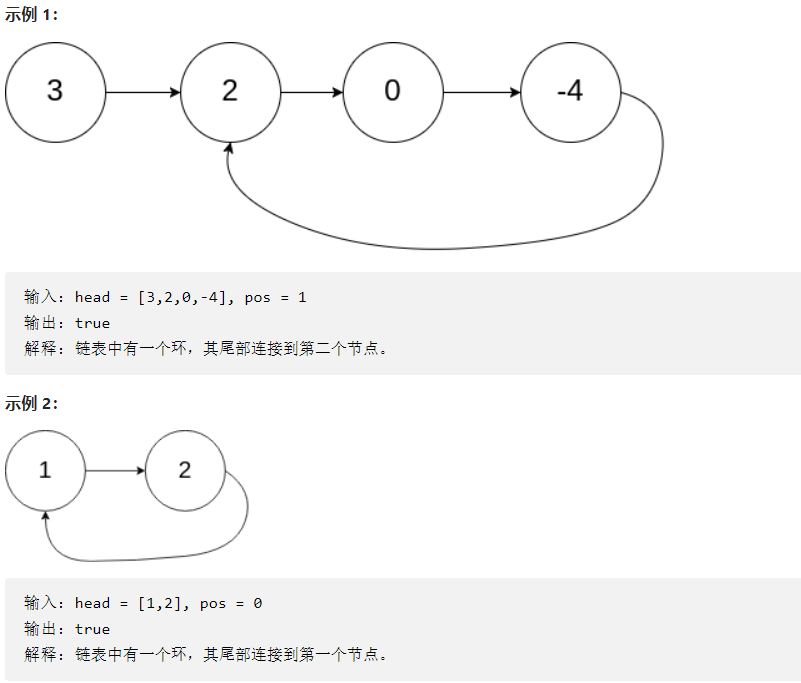 示例 1：
3 2 0 -4
输入：head = [3,2,0,-4], pos = 1
输出：true
解释：链表中有一个环，其尾部连接到第二个节点。
示例 2：
1 2
输入：head = [1,2], pos = 0
输出：true
解释：链表中有一个环，其尾部连接到第一个节点。